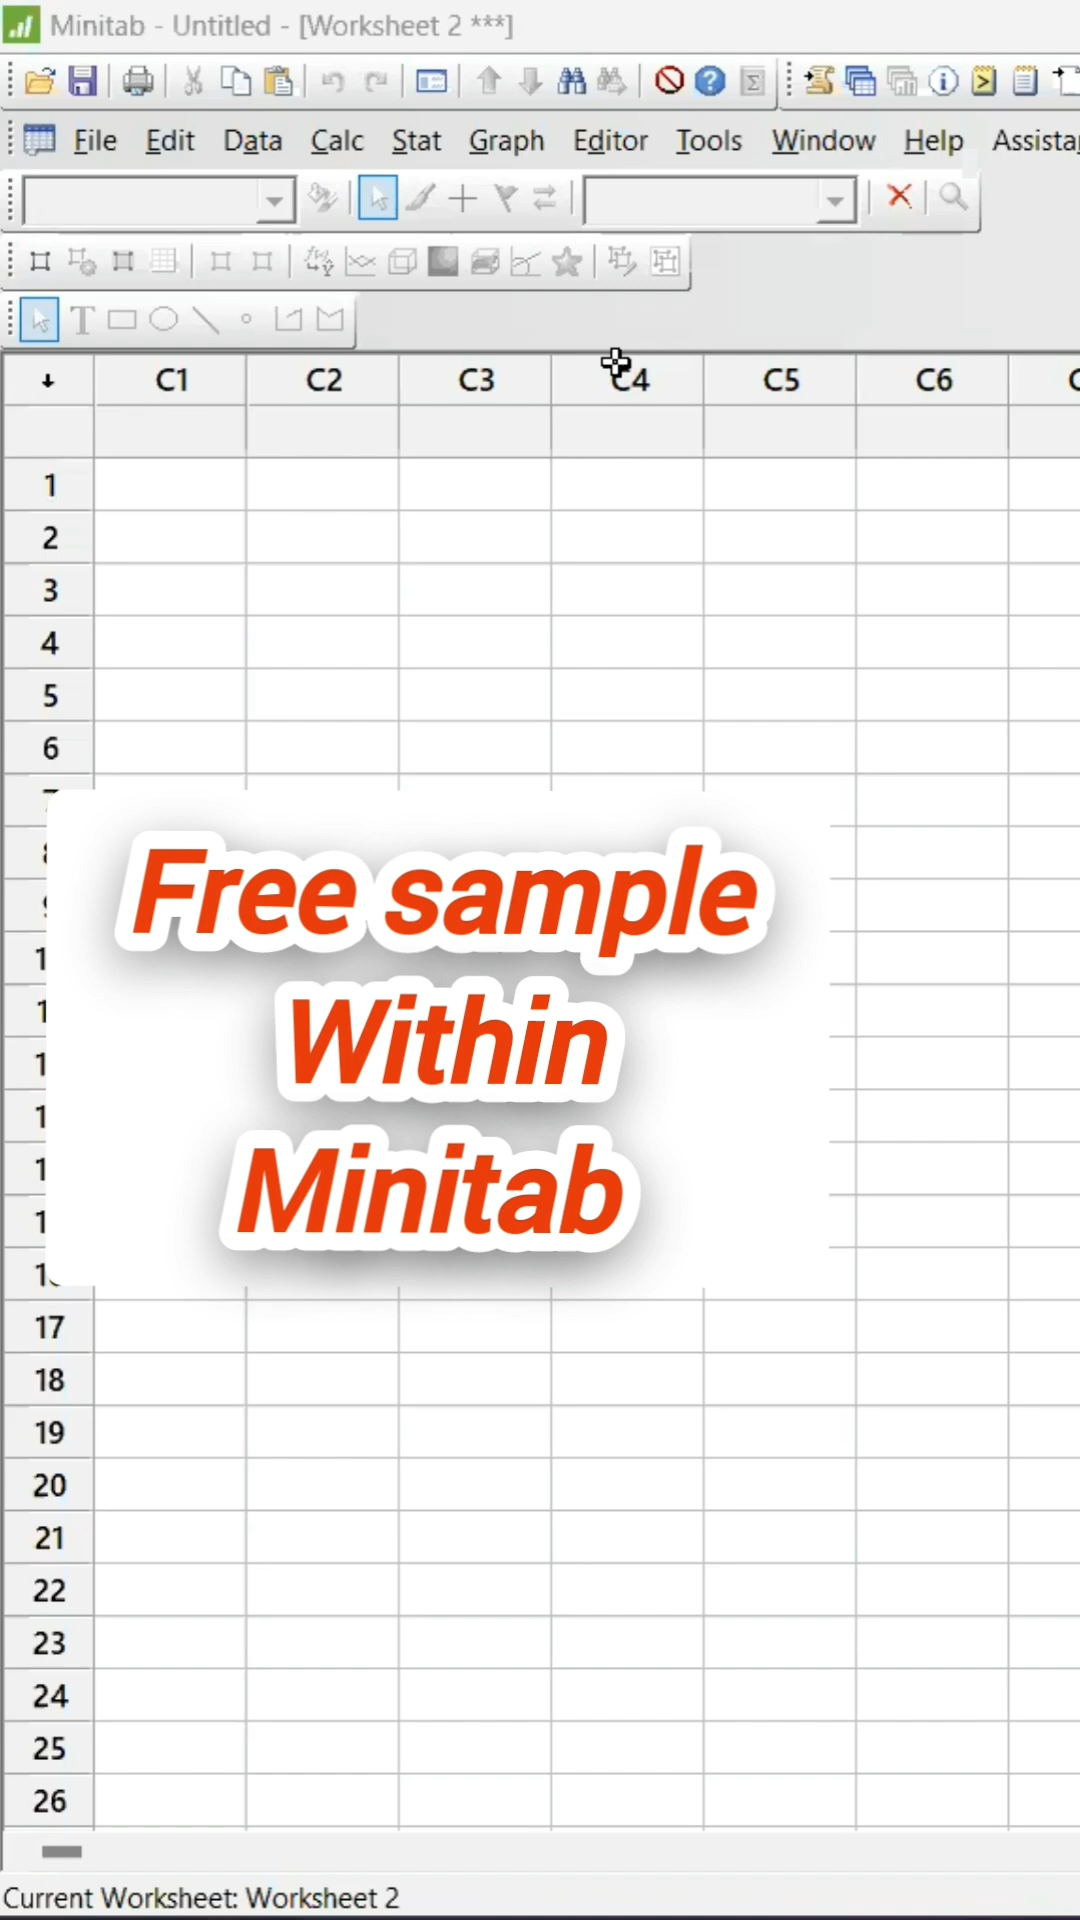 Minitab - Untitled - [Worksheet 2 ***]
File Edit Data Calc Stat Graph Editor Tools Window Help
C1 C2 C3 C4 C5 C6
1
2
3
4
5
6
Free sample
Within
Minitab
17
18
19
20
21
22
23
24
25
26
Current Worksheet: Worksheet 2